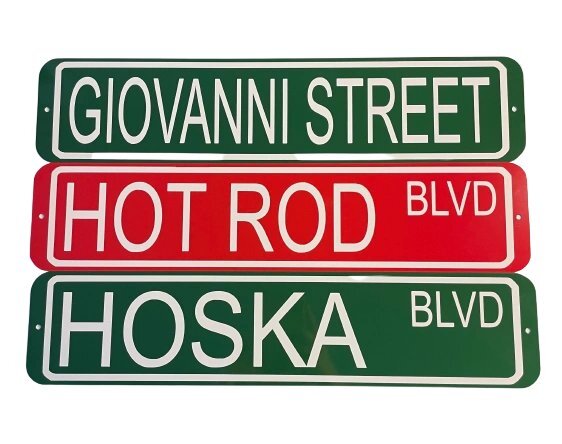 GIOVANNI STREET
HOT ROD BLVD
HOSKA BLVD